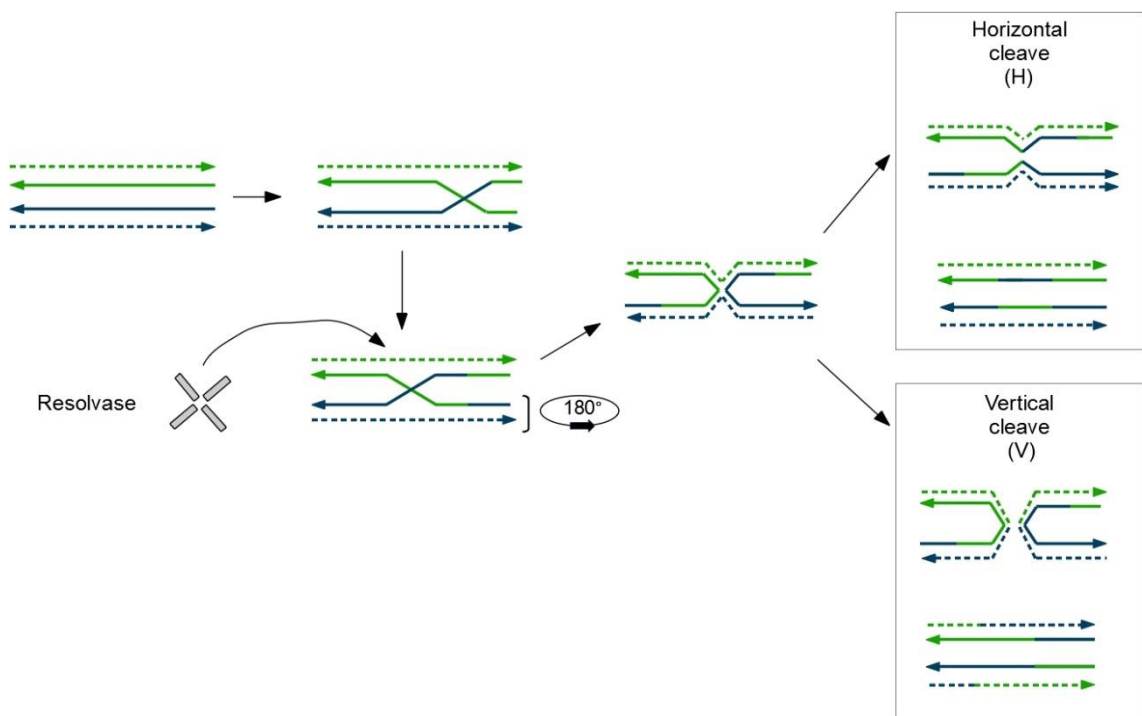 Horizontal
cleave
(H)
Resolvase
180°
Vertical
cleave
(V)